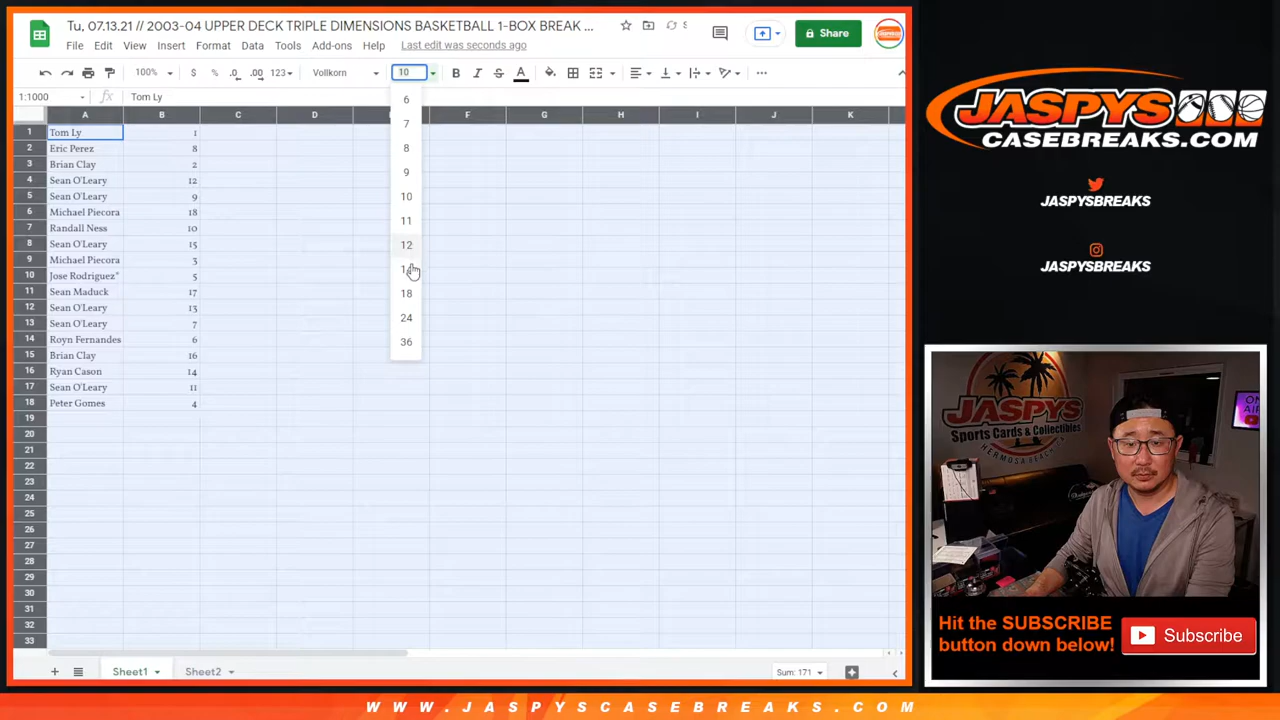 Tu, 07.13.21 // 2003-04 UPPER DECK TRIPLE DIMENSIONS BASKETBALL 1-BOX BREAK ...
File Edit View Insert Format Data Tools Add-ons Help Last edit was seconds ago
Share
100% $ % .0 .00 123 Vollkorn 10
1:1000 fx Tom Ly
A B C D F G H I J K
1 Tom Ly 1
2 Eric Perez 8
3 Brian Clay 2
4 Sean O'Leary 12
5 Sean O'Leary 9
6 Michael Piecora 18
7 Randall Ness 10
8 Sean O'Leary 15
9 Michael Piecora 3
10 Jose Rodriguez* 5
11 Sean Maduck 17
12 Sean O'Leary 13
13 Sean O'Leary 7
14 Royn Fernandes 6
15 Brian Clay 16
16 Ryan Cason 14
17 Sean O'Leary 11
18 Peter Gomes 4
19
20
21
22
23
24
25
26
27
28
29
30
31
32
33
6
7
8
9
10
11
12
18
24
36
Sheet1 Sheet2 Sum: 171
JASPYS
CASEBREAKS.COM
JASPYSBREAKS
JASPYSBREAKS
JASPYS
Sports Cards & Collectibles
HERMOSA BEACH, CA
ON
AIR
Hit the SUBSCRIBE
button down below!
Subscribe
WWW.JASPYSCASEBREAKS.COM